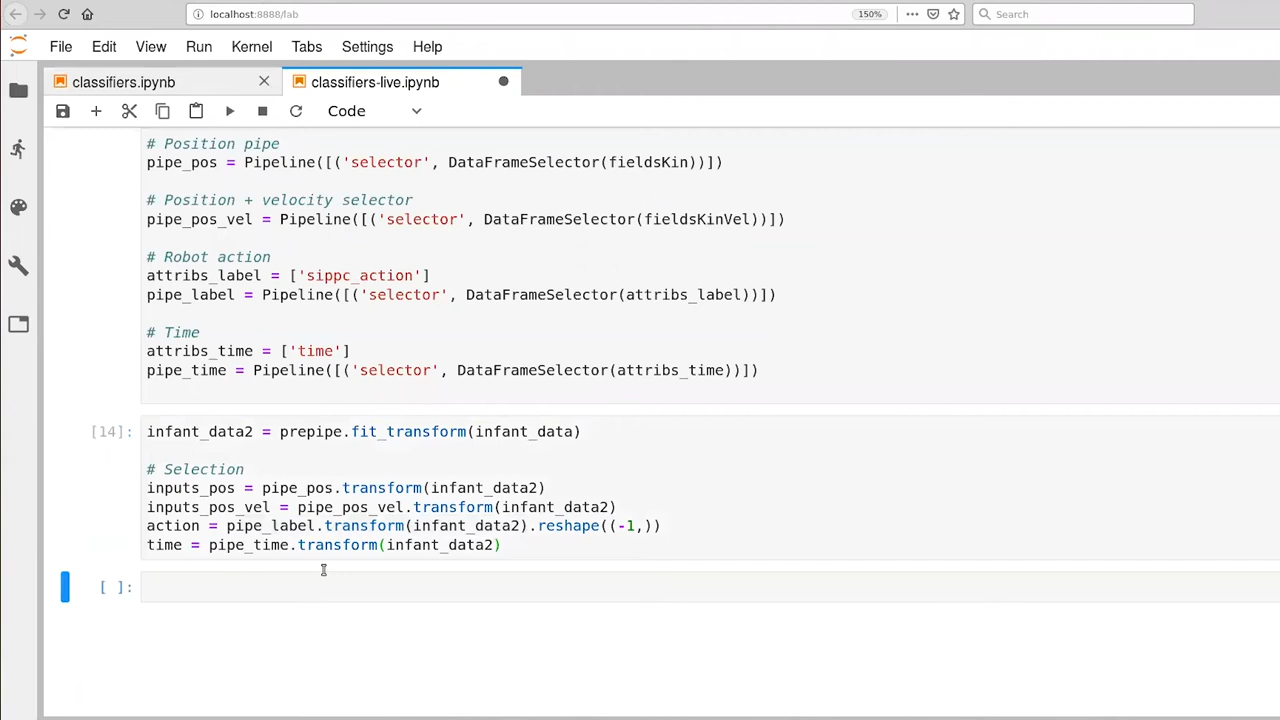 localhost:8888/lab
150%
Search
File Edit View Run Kernel Tabs Settings Help
classifiers.ipynb
classifiers-live.ipynb
Code
# Position pipe
pipe_pos = Pipeline([('selector', DataFrameSelector(fieldsKin))])
# Position + velocity selector
pipe_pos_vel = Pipeline([('selector', DataFrameSelector(fieldsKinVel))])
# Robot action
attribs_label = ['sippc_action']
pipe_label = Pipeline([('selector', DataFrameSelector(attribs_label))])
# Time
attribs_time = ['time']
pipe_time = Pipeline([('selector', DataFrameSelector(attribs_time))])
[14]: infant_data2 = prepipe.fit_transform(infant_data)
# Selection
inputs_pos = pipe_pos.transform(infant_data2)
inputs_pos_vel = pipe_pos_vel.transform(infant_data2)
action = pipe_label.transform(infant_data2).reshape((-1,))
time = pipe_time.transform(infant_data2)
[ ]: